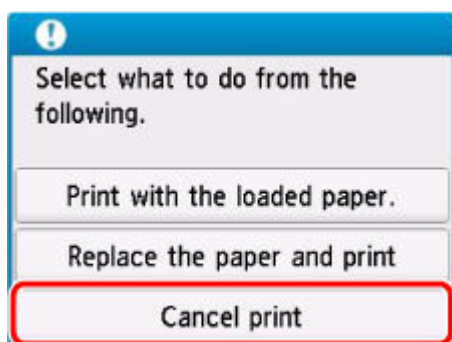 Select what to do from the
following.
Print with the loaded paper.
Replace the paper and print
Cancel print